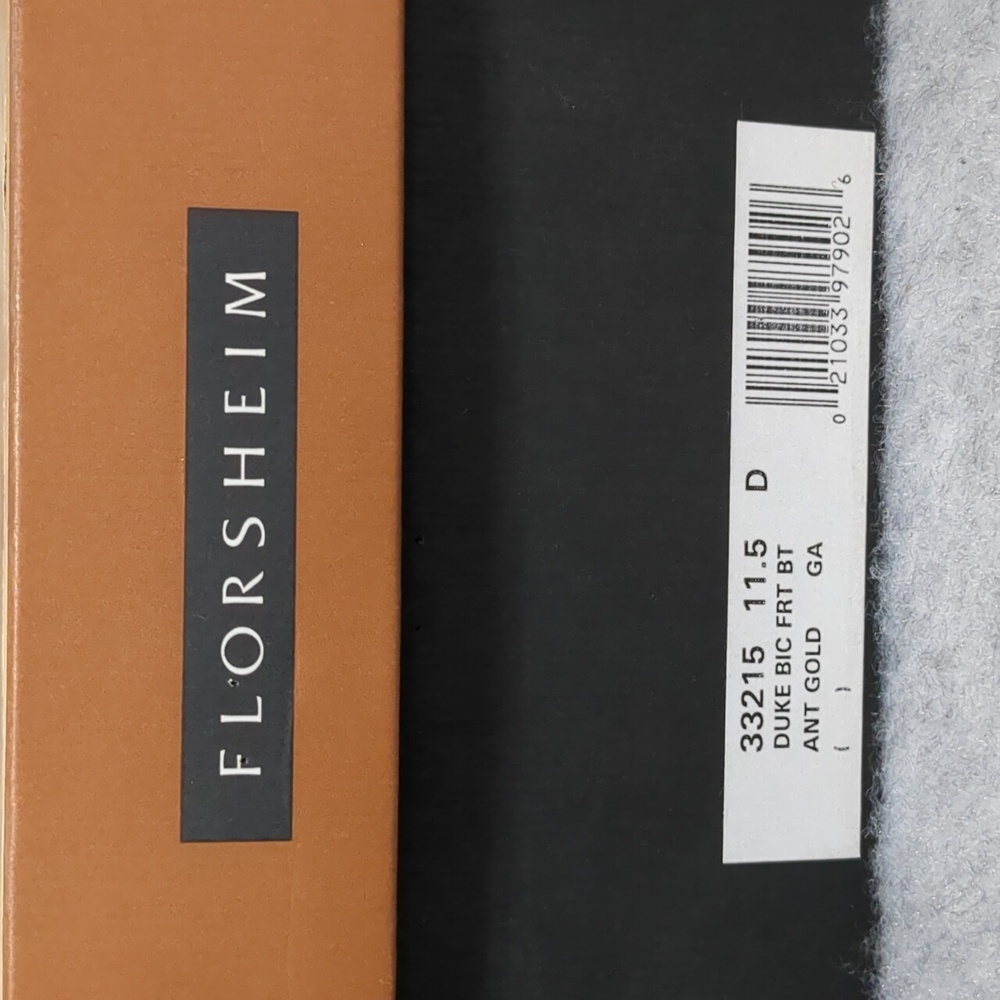 FLORSHEIM
33215 11.5 D
DUKE BIC FRT BT
ANT GOLD GA
( )
0 21033 97902 6